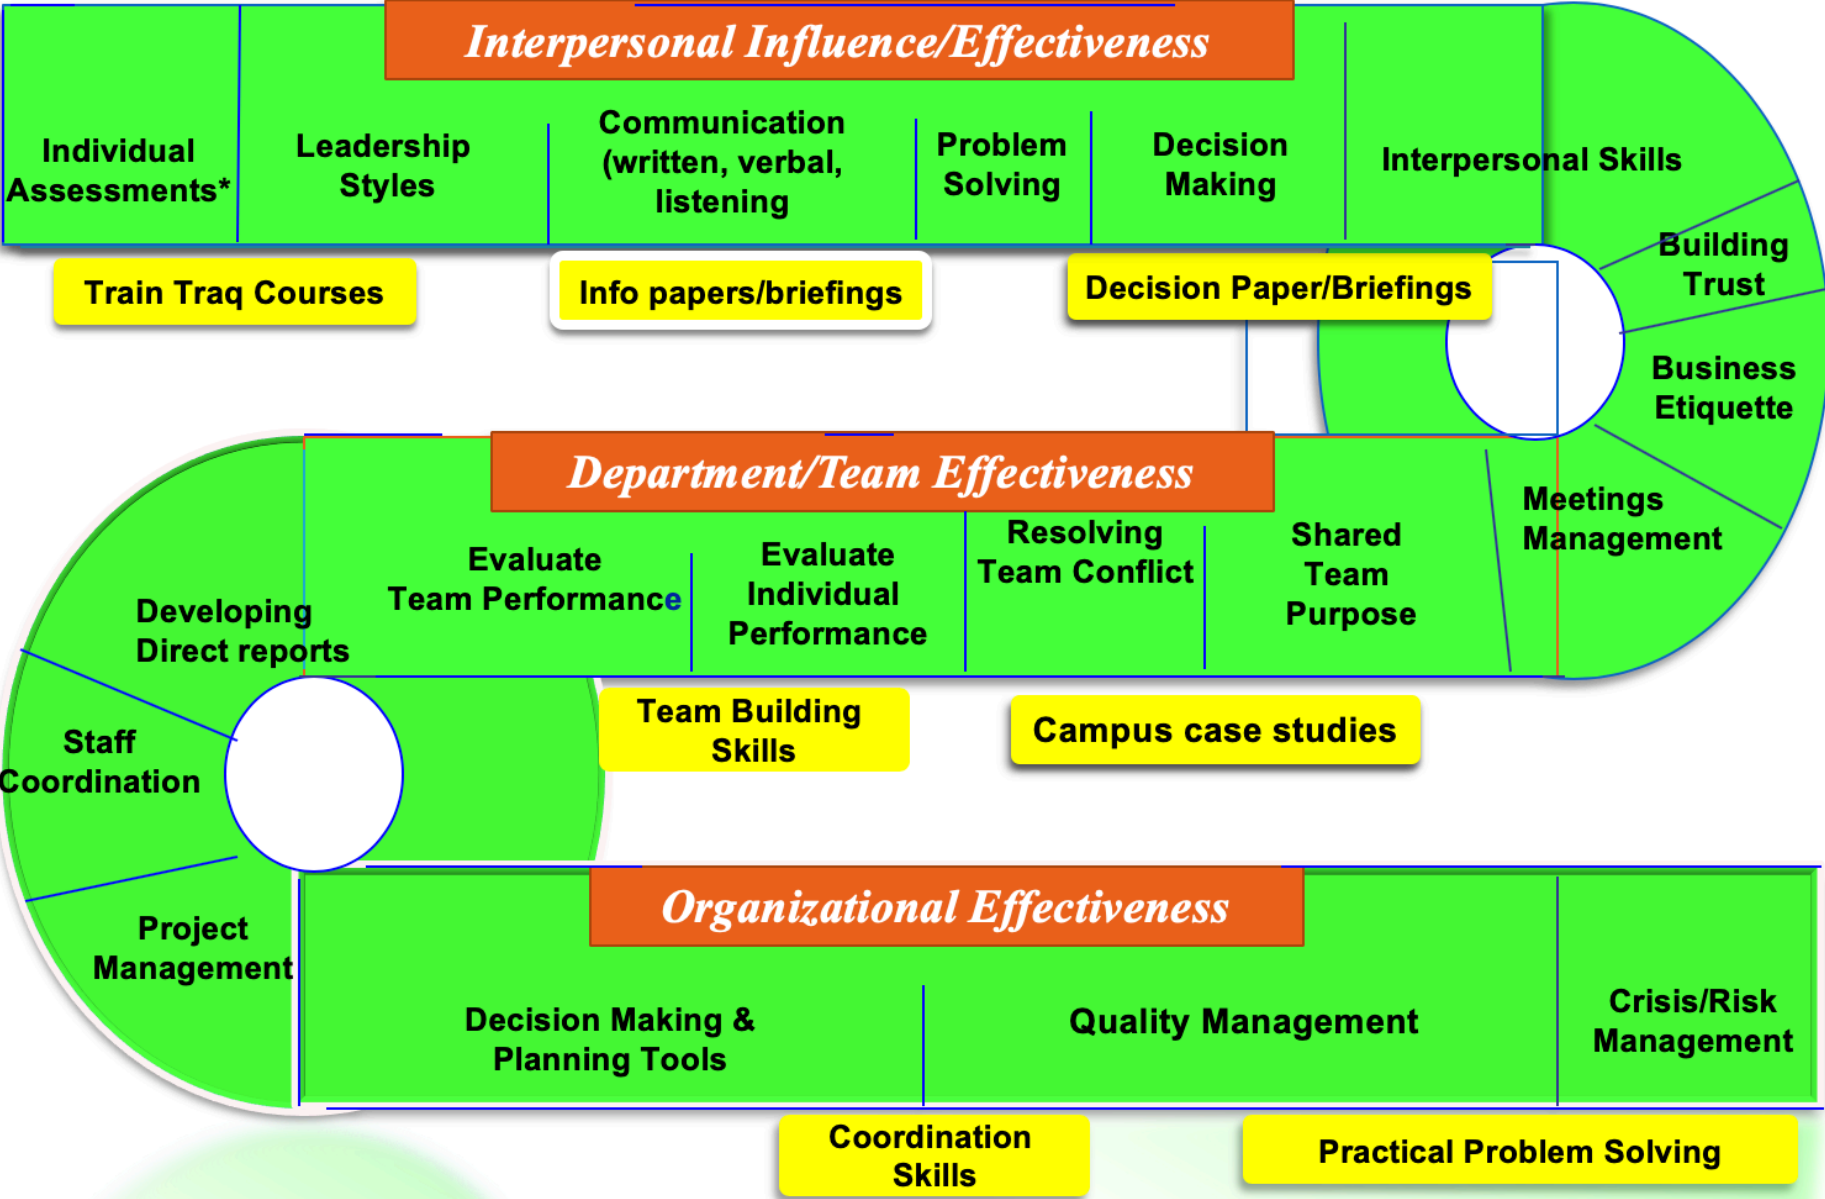 Interpersonal Influence/Effectiveness
Individual
Assessments*
Leadership
Styles
Communication
(written, verbal,
listening
Problem
Solving
Decision
Making
Interpersonal Skills
Building
Trust
Business
Etiquette
Train Traq Courses
Info papers/briefings
Decision Paper/Briefings
Department/Team Effectiveness
Meetings
Management
Shared
Team
Purpose
Resolving
Team Conflict
Evaluate
Individual
Performance
Evaluate
Team Performance
Developing
Direct reports
Team Building
Skills
Campus case studies
Staff
Coordination
Project
Management
Organizational Effectiveness
Decision Making &
Planning Tools
Quality Management
Crisis/Risk
Management
Coordination
Skills
Practical Problem Solving